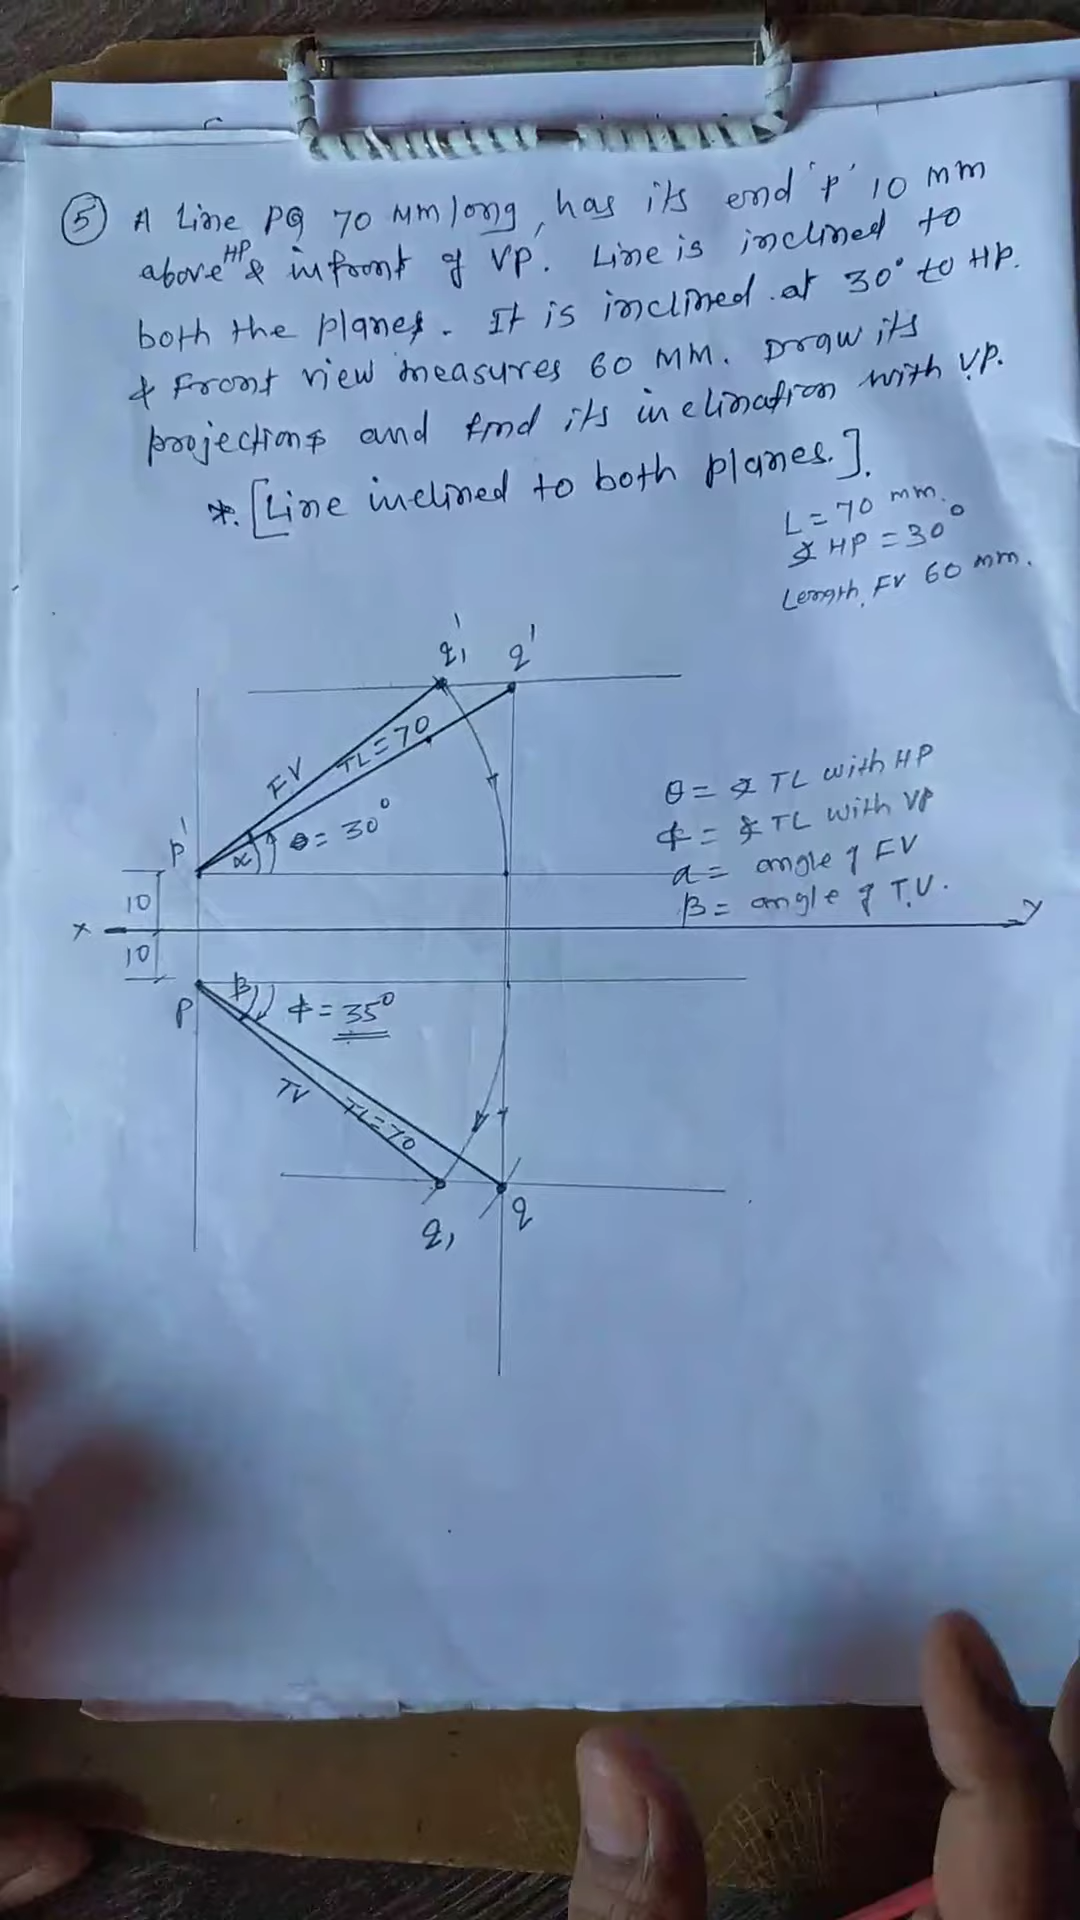 5 A Line PQ 70 MM long, has its end 'P' 10 mm
above HP & infront of VP. Line is inclined to
both the planes. It is inclined at 30° to HP.
& Front view measures 60 MM. Draw its
projections and find its inclination with VP.
*. [Line inclined to both planes.].
L = 70 mm.
∠ HP = 30°
Length FV 60 mm.
q₁' q'
FV TL = 70
p' α θ = 30°
θ = ∠ TL with HP
ϕ = ∠ TL with VP
α = angle of FV
β = angle of T.V.
10
X Y
10
P β ϕ = 35°
TV TL = 70
q₁ q